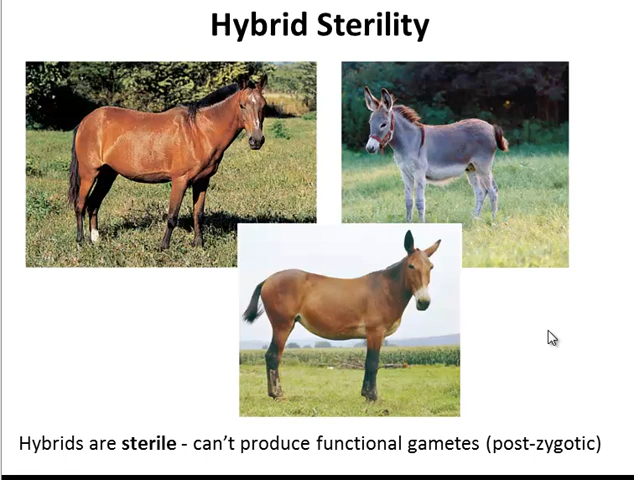 Hybrid Sterility
Hybrids are sterile - can’t produce functional gametes (post-zygotic)